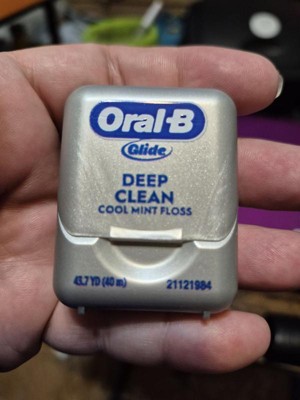 Oral-B
Glide
DEEP
CLEAN
COOL MINT FLOSS
43.7 YD (40 m) 21121984